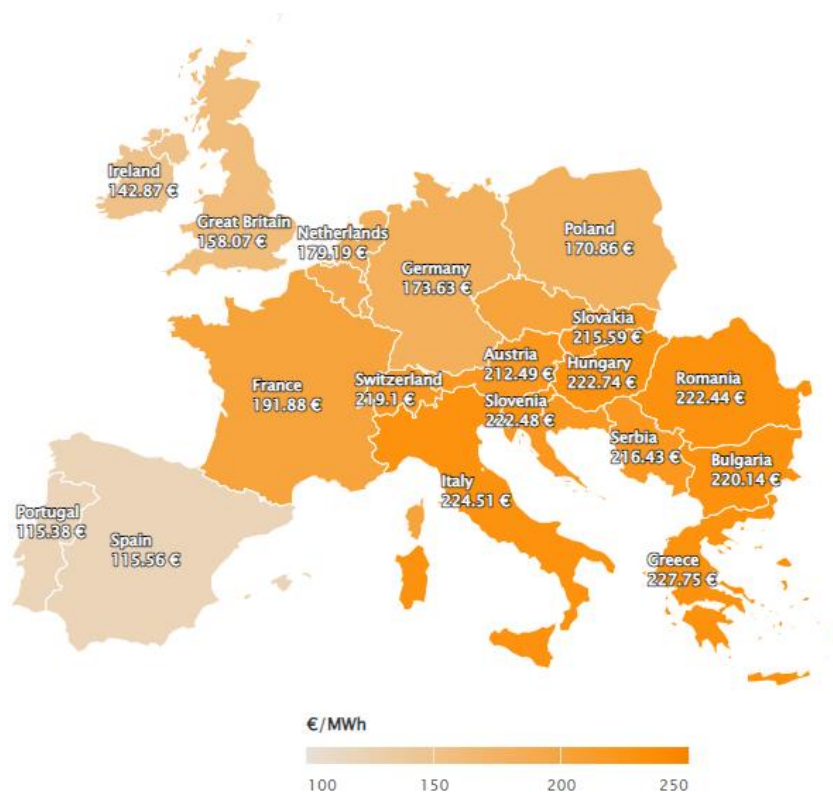 Ireland
142.87 €
Great Britain
158.07 €
Netherlands
179.19 €
Germany
173.63 €
Poland
170.86 €
Slovakia
215.59 €
Austria
212.49 €
Hungary
222.74 €
France
191.88 €
Switzerland
219.1 €
Slovenia
222.48 €
Romania
222.44 €
Serbia
216.43 €
Bulgaria
220.14 €
Italy
224.51 €
Portugal
115.38 €
Spain
115.56 €
Greece
227.75 €
€/MWh
100 150 200 250